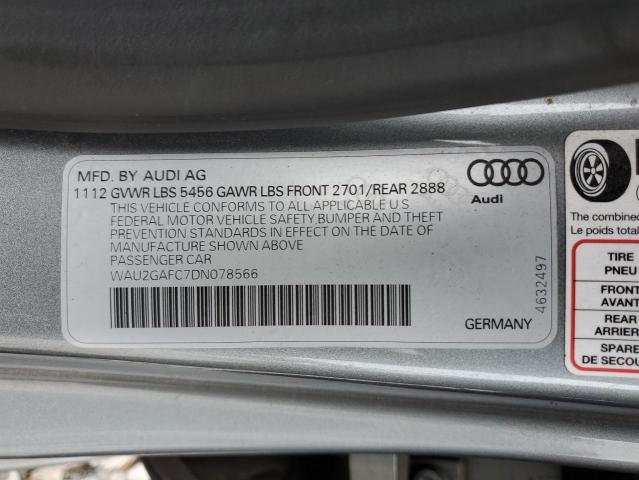 MFD. BY AUDI AG
1112 GVWR LBS 5456 GAWR LBS FRONT 2701/REAR 2888
THIS VEHICLE CONFORMS TO ALL APPLICABLE U S
FEDERAL MOTOR VEHICLE SAFETY.BUMPER AND THEFT
PREVENTION STANDARDS IN EFFECT ON THE DATE OF
MANUFACTURE SHOWN ABOVE
PASSENGER CAR
WAU2GAFC7DN078566
Audi
4632497
GERMANY
The combined
Le poids total
TIRE
PNEU
FRONT
AVANT
REAR
ARRIER
SPARE
DE SECOU